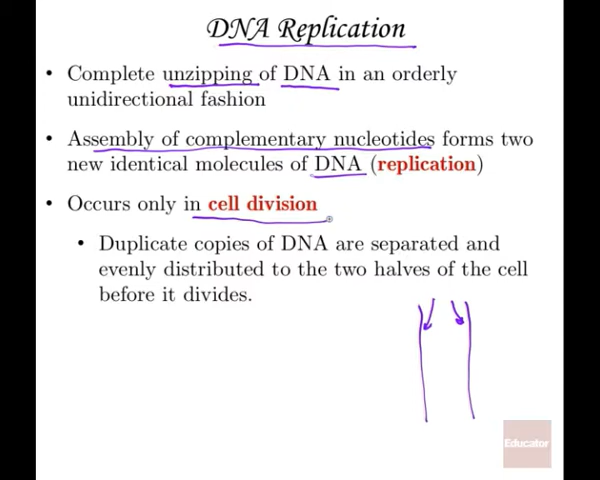 DNA Replication
• Complete unzipping of DNA in an orderly
unidirectional fashion
• Assembly of complementary nucleotides forms two
new identical molecules of DNA (replication)
• Occurs only in cell division
• Duplicate copies of DNA are separated and
evenly distributed to the two halves of the cell
before it divides.
Educator